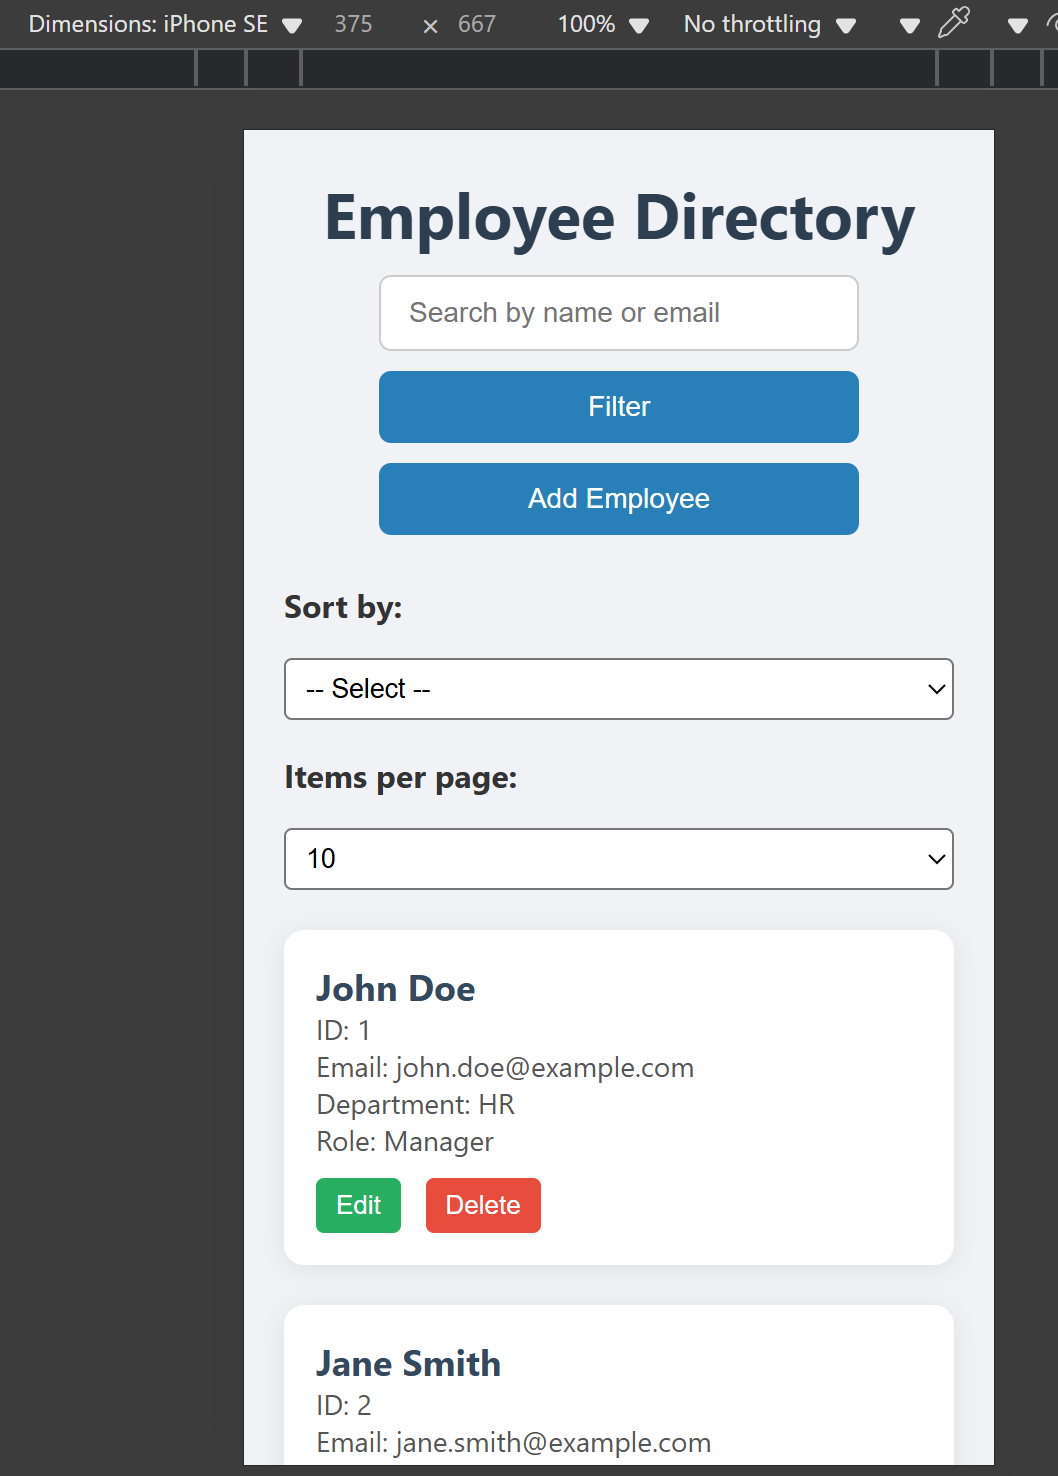 Dimensions: iPhone SE 375 × 667 100% No throttling
Employee Directory
Search by name or email
Filter
Add Employee
Sort by:
-- Select --
Items per page:
10
John Doe
ID: 1
Email: john.doe@example.com
Department: HR
Role: Manager
Edit Delete
Jane Smith
ID: 2
Email: jane.smith@example.com